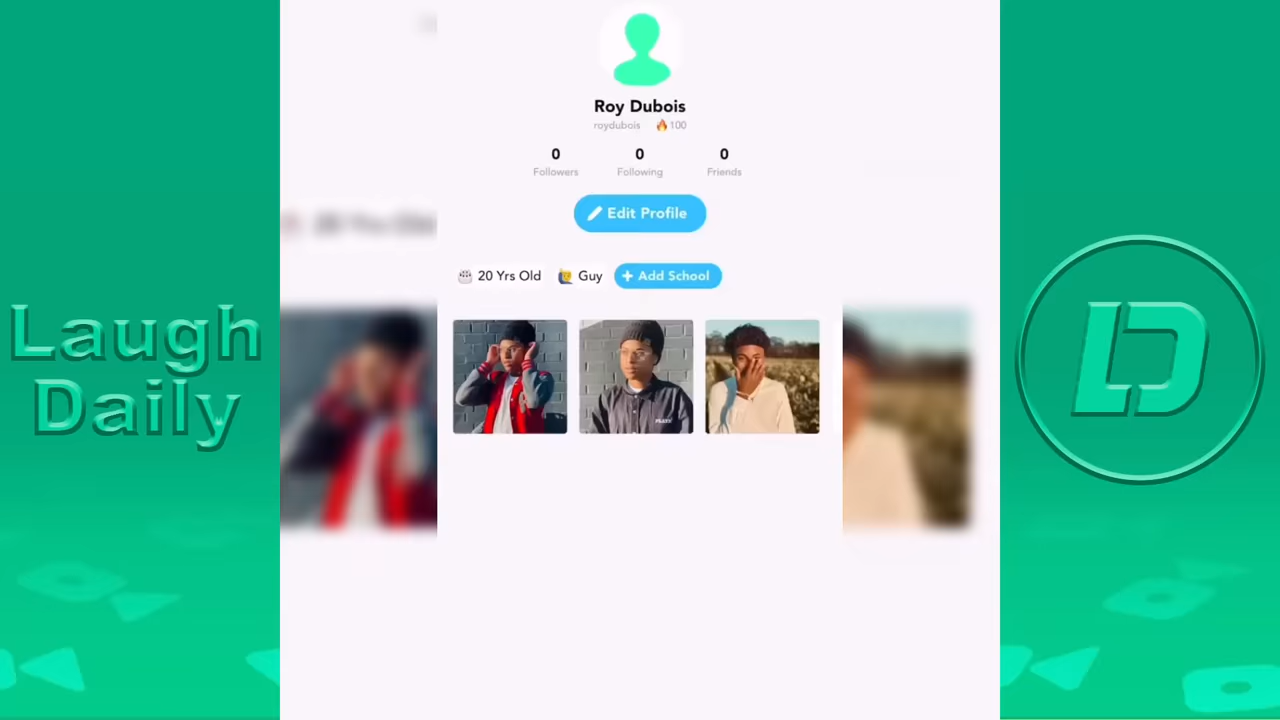 Laugh
Daily
Roy Dubois
roydubois 🔥100
0 0 0
Followers Following Friends
Edit Profile
20 Yrs Old Guy + Add School
LD